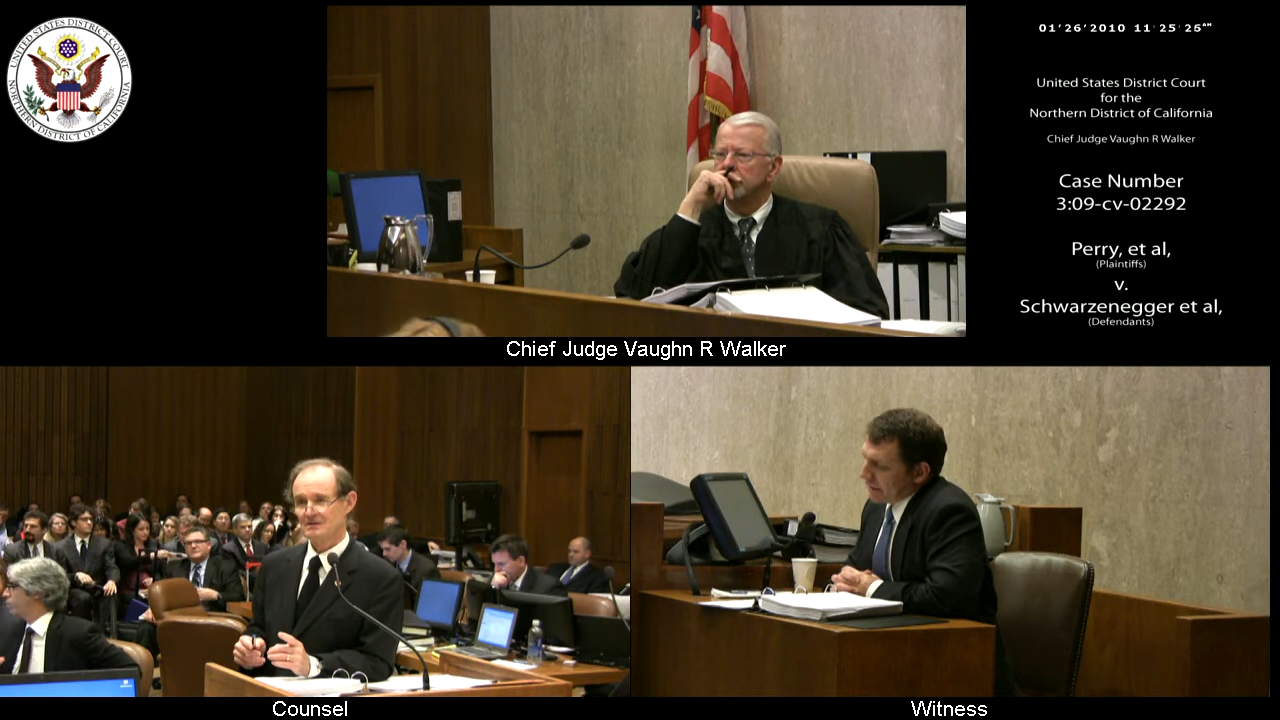 UNITED STATES DISTRICT COURT
NORTHERN DISTRICT OF CALIFORNIA
01'26'2010 11 25 25AM
United States District Court
for the
Northern District of California
Chief Judge Vaughn R Walker
Case Number
3:09-cv-02292
Perry, et al,
(Plaintiffs)
v.
Schwarzenegger et al,
(Defendants)
Chief Judge Vaughn R Walker
Counsel
Witness